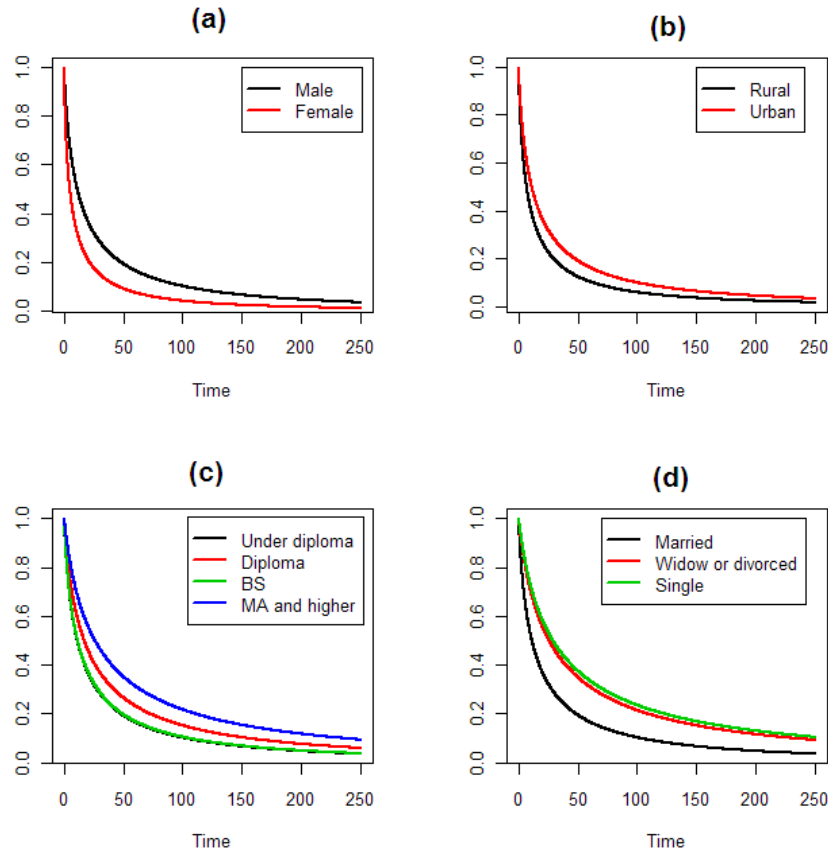 (a)
Male
Female
0.0 0.2 0.4 0.6 0.8 1.0
0 50 100 150 200 250
Time
(b)
Rural
Urban
0.0 0.2 0.4 0.6 0.8 1.0
0 50 100 150 200 250
Time
(c)
Under diploma
Diploma
BS
MA and higher
0.0 0.2 0.4 0.6 0.8 1.0
0 50 100 150 200 250
Time
(d)
Married
Widow or divorced
Single
0.0 0.2 0.4 0.6 0.8 1.0
0 50 100 150 200 250
Time